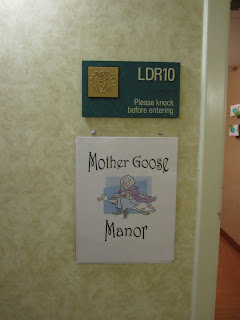 LDR10
Please knock
before entering
Mother Goose
Manor